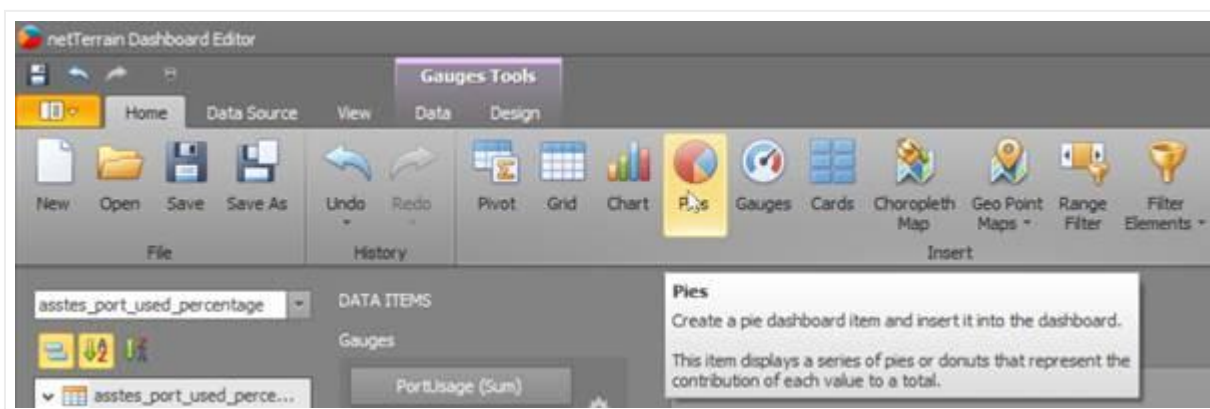 netTerrain Dashboard Editor
Gauges Tools
Home Data Source View Data Design
New Open Save Save As Undo Redo Pivot Grid Chart Pies Gauges Cards Choropleth Map Geo Point Maps Range Filter Filter Elements
File History Insert
asstes_port_used_percentage
DATA ITEMS
Gauges
PortUsage (Sum)
asstes_port_used_perce...
Pies
Create a pie dashboard item and insert it into the dashboard.
This item displays a series of pies or donuts that represent the
contribution of each value to a total.